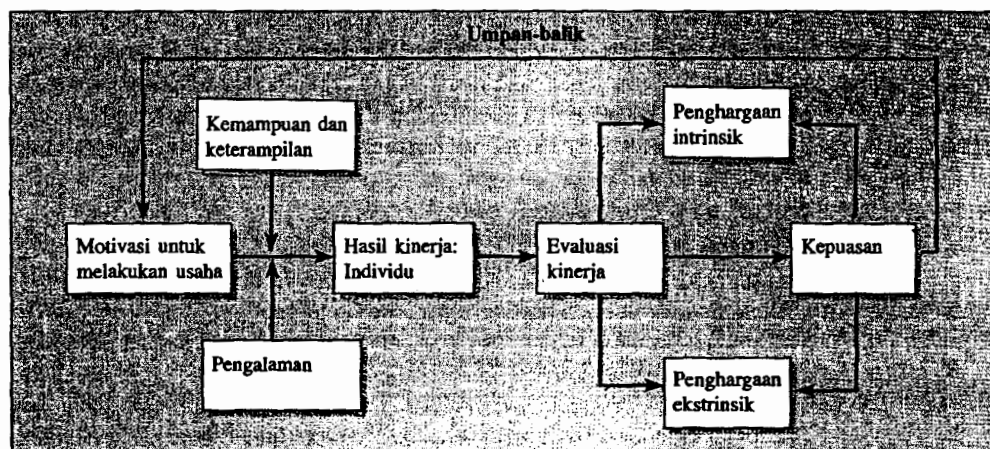 Umpan-balik
Kemampuan dan
keterampilan
Penghargaan
intrinsik
Motivasi untuk
melakukan usaha
Hasil kinerja:
Individu
Evaluasi
kinerja
Kepuasan
Pengalaman
Penghargaan
ekstrinsik